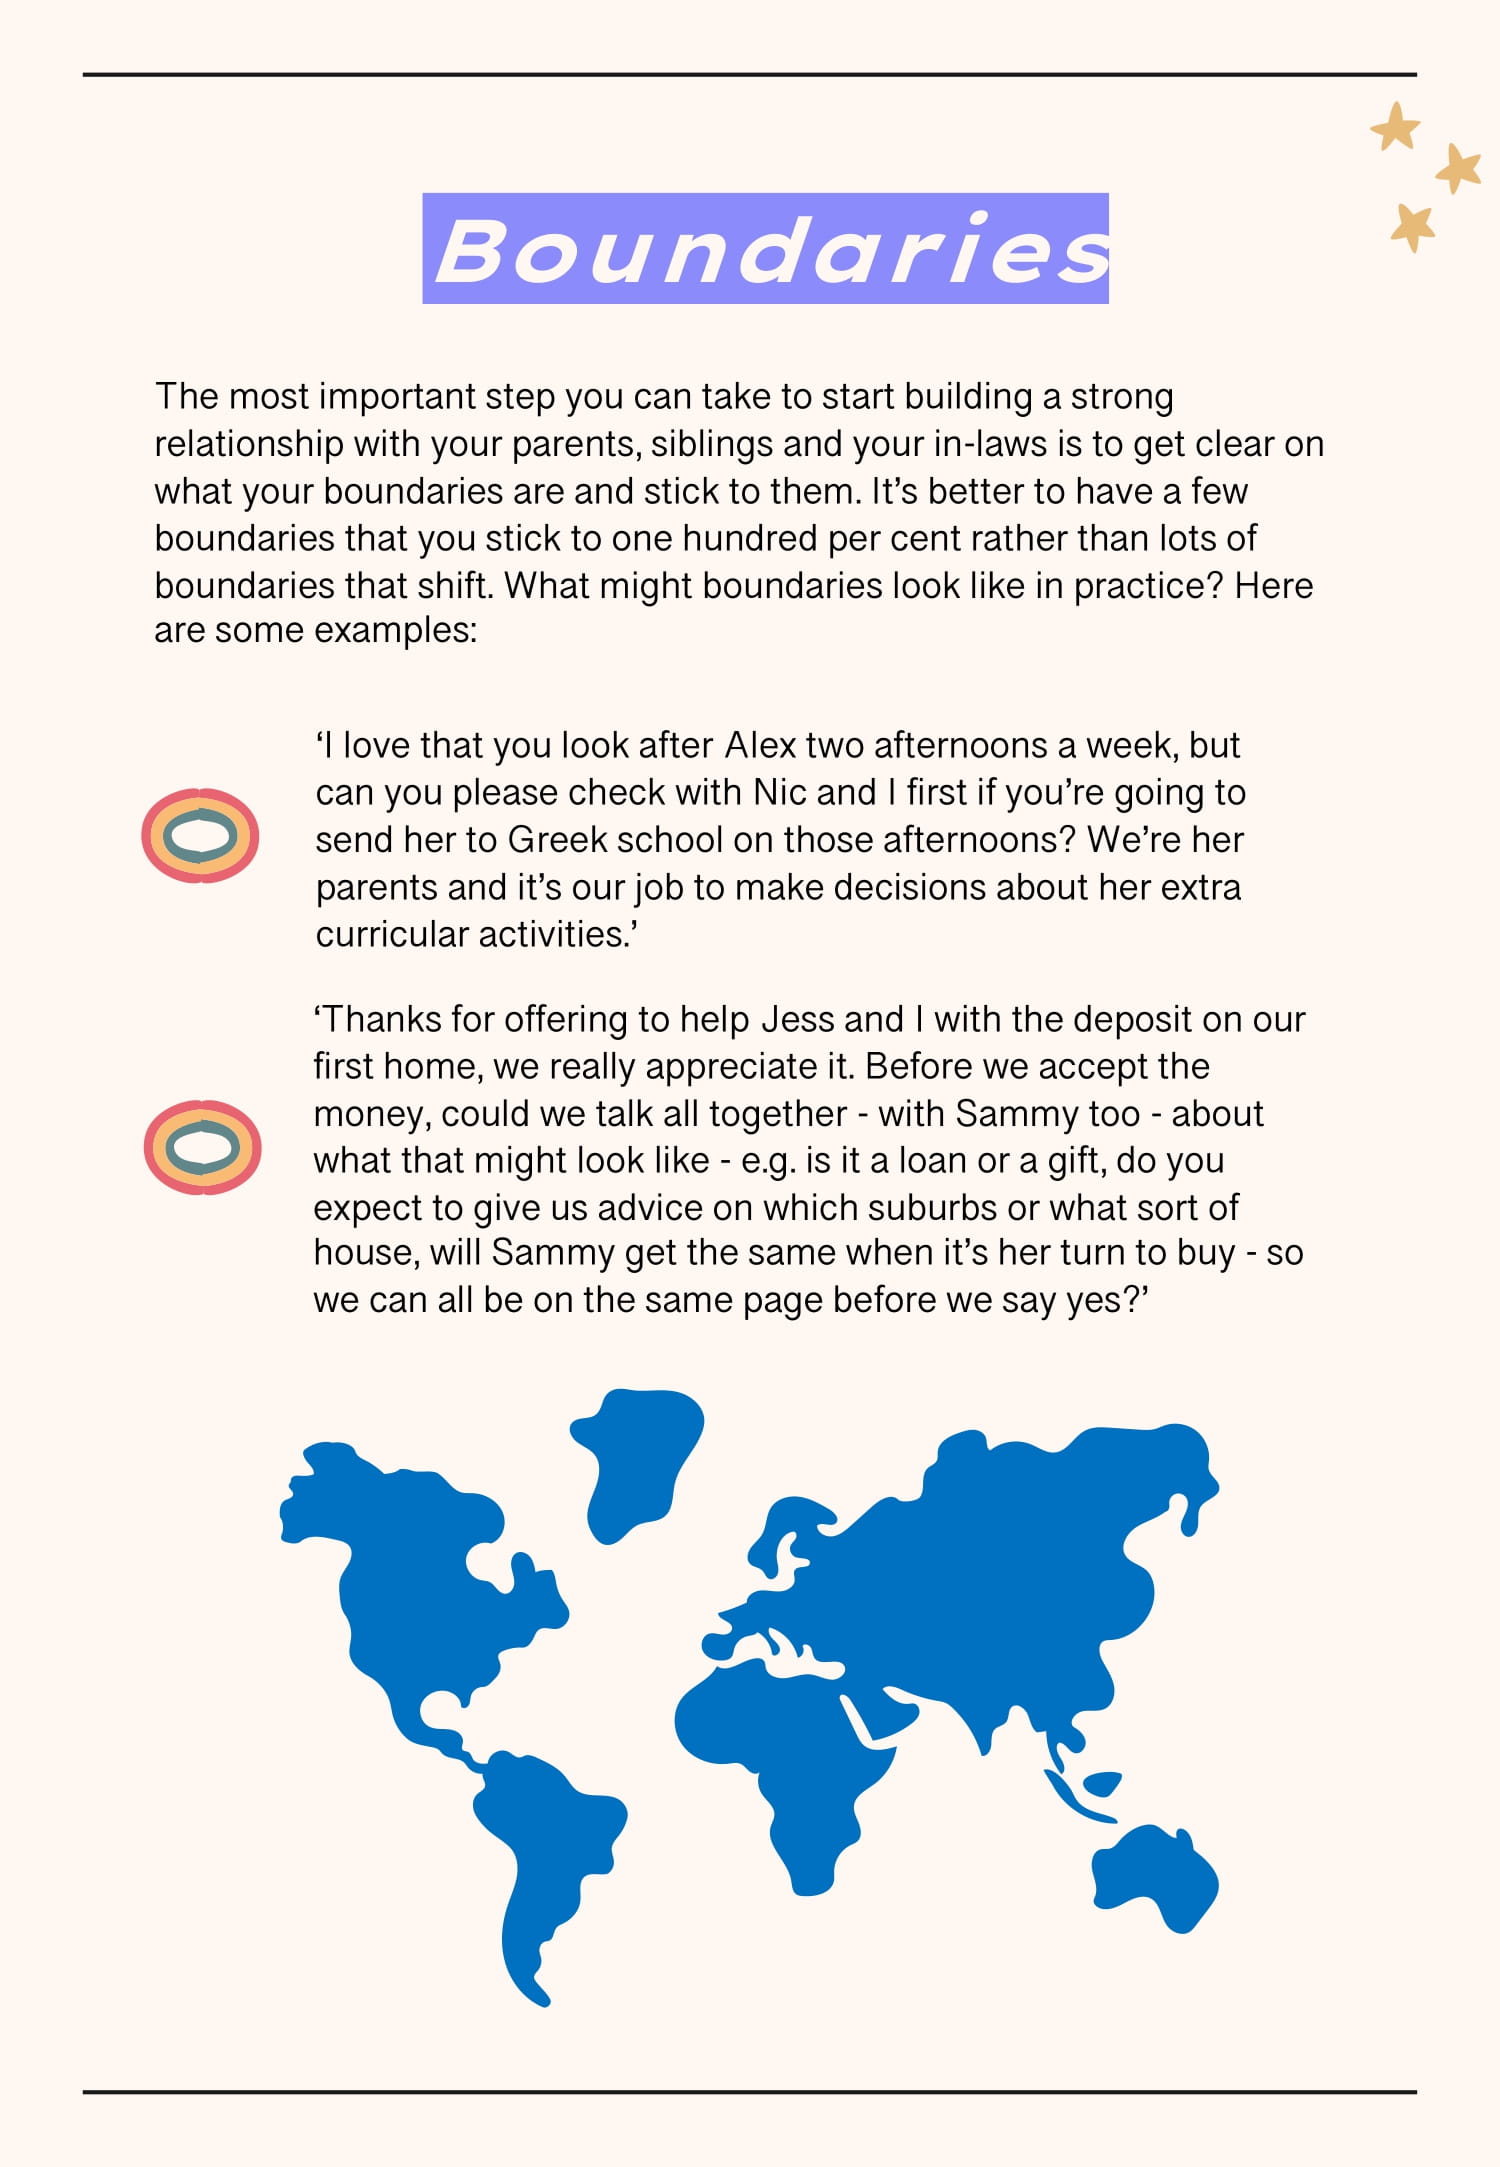 Boundaries
The most important step you can take to start building a strong
relationship with your parents, siblings and your in-laws is to get clear on
what your boundaries are and stick to them. It’s better to have a few
boundaries that you stick to one hundred per cent rather than lots of
boundaries that shift. What might boundaries look like in practice? Here
are some examples:
‘I love that you look after Alex two afternoons a week, but
can you please check with Nic and I first if you’re going to
send her to Greek school on those afternoons? We’re her
parents and it’s our job to make decisions about her extra
curricular activities.’
‘Thanks for offering to help Jess and I with the deposit on our
first home, we really appreciate it. Before we accept the
money, could we talk all together - with Sammy too - about
what that might look like - e.g. is it a loan or a gift, do you
expect to give us advice on which suburbs or what sort of
house, will Sammy get the same when it’s her turn to buy - so
we can all be on the same page before we say yes?’